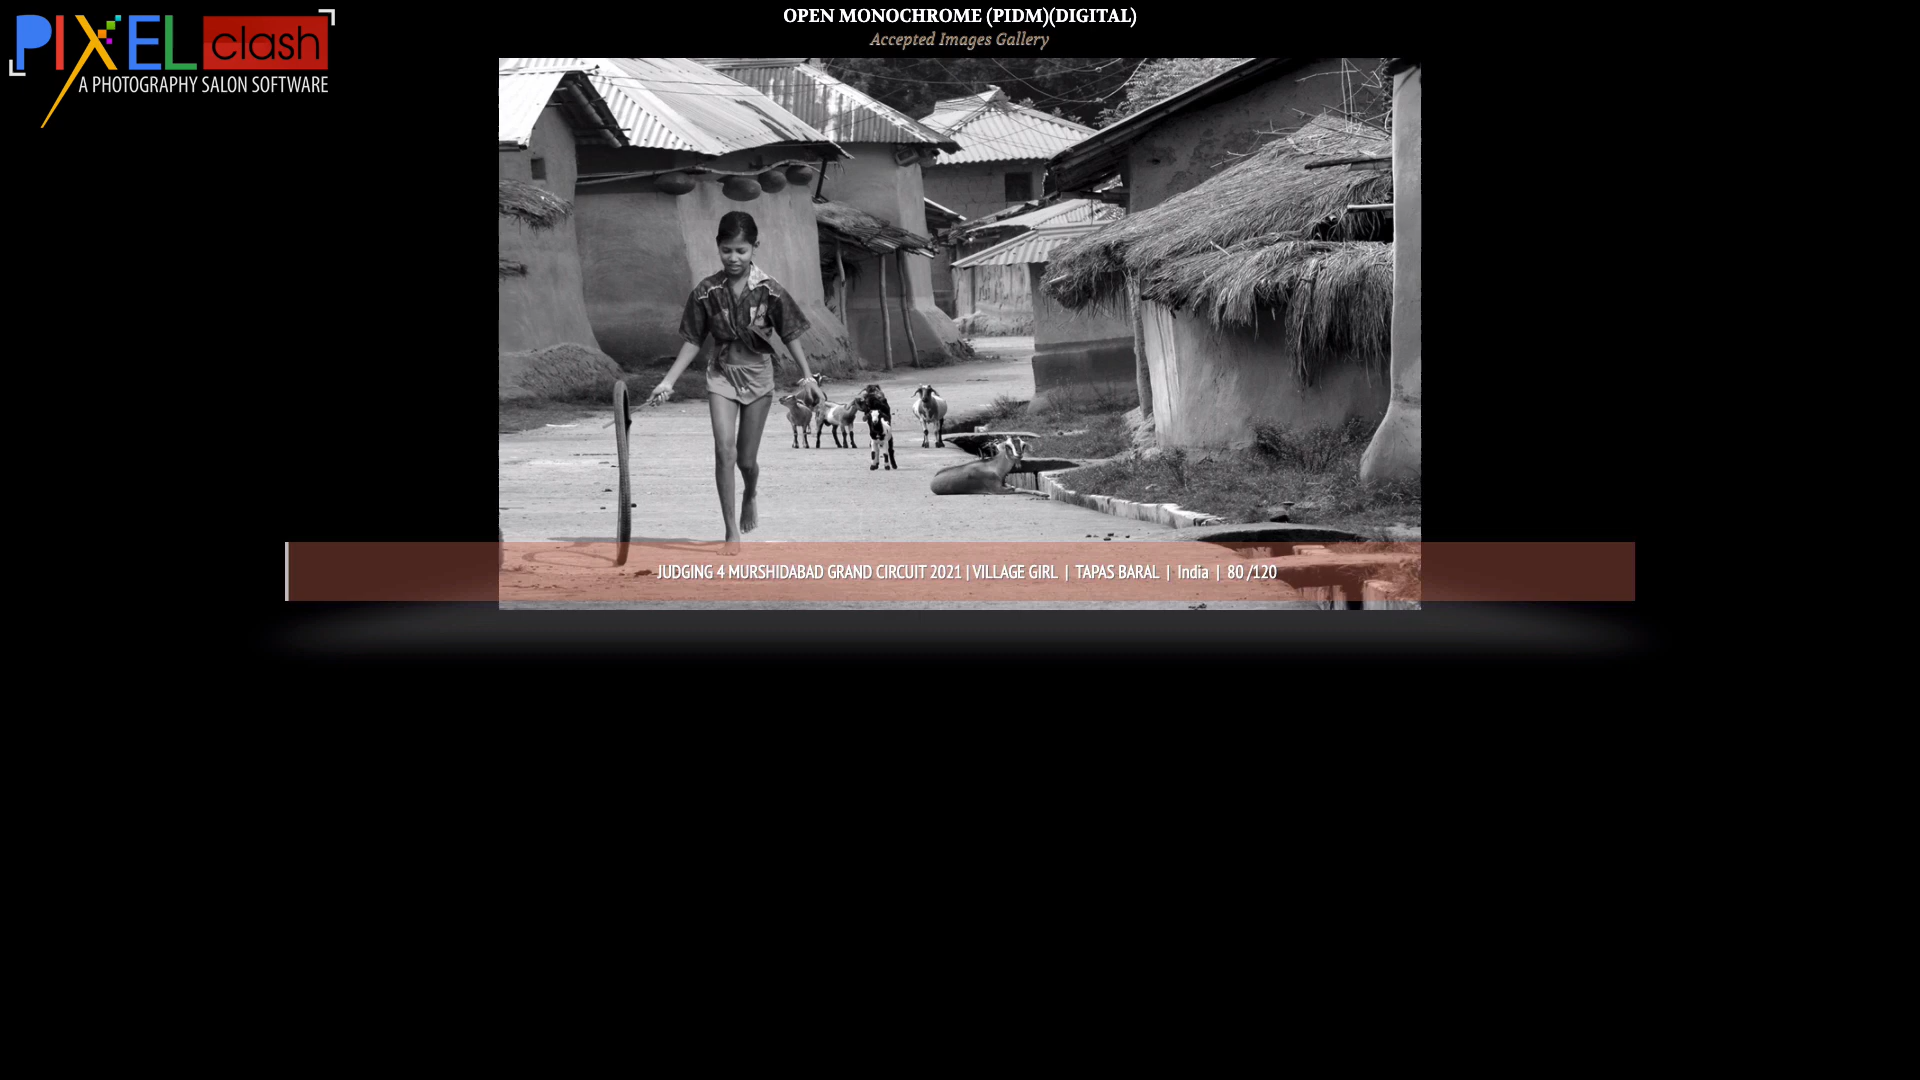 PIXEL clash
A PHOTOGRAPHY SALON SOFTWARE
OPEN MONOCHROME (PIDM)(DIGITAL)
Accepted Images Gallery
JUDGING 4 MURSHIDABAD GRAND CIRCUIT 2021 | VILLAGE GIRL | TAPAS BARAL | India | 80 /120